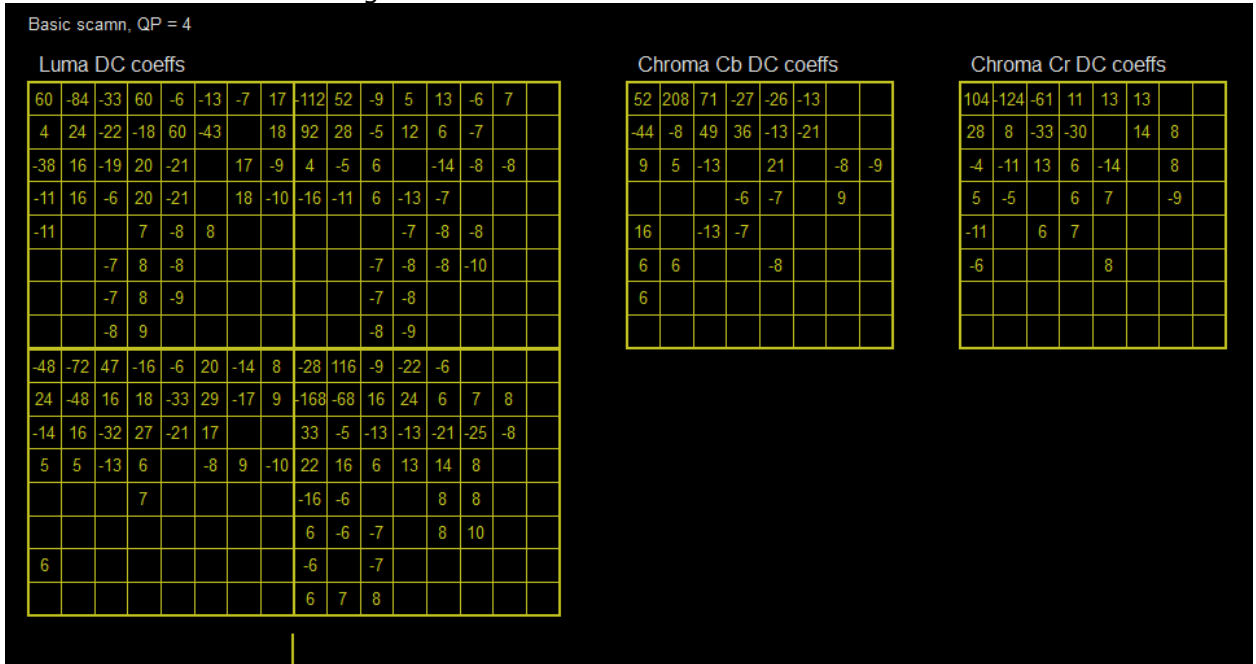 Basic scamn, QP = 4
Luma DC coeffs Chroma Cb DC coeffs Chroma Cr DC coeffs
60 -84 -33 60 -6 -13 -7 17 -112 52 -9 5 13 -6 7 52 208 71 -27 -26 -13 104 -124 -61 11 13 13
4 24 -22 -18 60 -43 18 92 28 -5 12 6 -7 -44 -8 49 36 -13 -21 28 8 -33 -30 14 8
-38 16 -19 20 -21 17 -9 4 -5 6 -14 -8 -8 9 5 -13 21 -8 -9 -4 -11 13 6 -14 8
-11 16 -6 20 -21 18 -10 -16 -11 6 -13 -7 -6 -7 9 5 -5 6 7 -9
-11 7 -8 8 -7 -8 -8 16 -13 -7 -11 6 7
-7 8 -8 -7 -8 -8 -10 6 6 -8 -6 8
-7 8 -9 -7 -8 6
-8 9 -8 -9
-48 -72 47 -16 -6 20 -14 8 -28 116 -9 -22 -6
24 -48 16 18 -33 29 -17 9 -168 -68 16 24 6 7 8
-14 16 -32 27 -21 17 33 -5 -13 -13 -21 -25 -8
5 5 -13 6 -8 9 -10 22 16 6 13 14 8
7 -16 -6 8 8
6 -6 -7 8 10
6 -6 -7
6 7 8